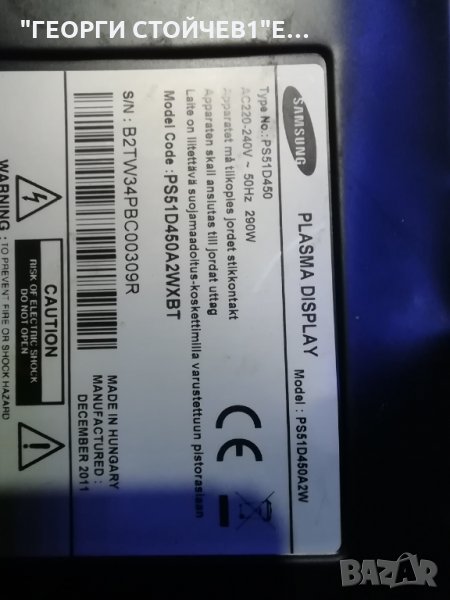 "ГЕОРГИ СТОЙЧЕВ1"Е...
SAMSUNG
PLASMA DISPLAY
Model : PS51D450A2W
Type No.:PS51D450
AC220-240V ~ 50Hz 290W
Apparatet må tilkoples jordet stikkontakt
Apparaten skall anslutas till jordat uttag
Laite on liitettävä suojamaadoitus-koskettimilla varustettuun pistorasiaan
Model Code :PS51D450A2WXBT
CE
S/N: B2TW34PBC00309R
MADE IN HUNGARY
MANUFACTURED :
DECEMBER 2011
CAUTION
RISK OF ELECTRIC SHOCK
DO NOT OPEN
WARNING : TO PREVENT FIRE OR SHOCK HAZARD
BAZAR